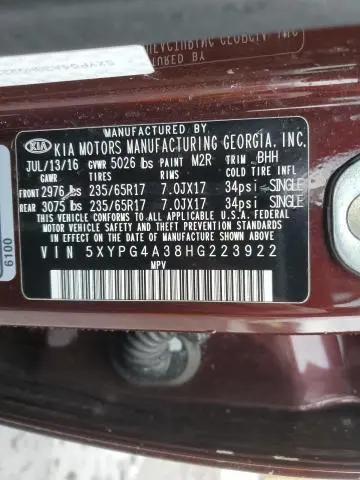 MANUFACTURED BY
KIA KIA MOTORS MANUFACTURING GEORGIA, INC.
JUL/13/16 GVWR 5026 lbs PAINT M2R TRIM BHH
GAWR TIRES RIMS COLD TIRE INFL
FRONT 2976 lbs 235/65R17 7.0JX17 34psi SINGLE
REAR 3075 lbs 235/65R17 7.0JX17 34psi SINGLE
THIS VEHICLE CONFORMS TO ALL APPLICABLE U.S. FEDERAL
MOTOR VEHICLE SAFETY STANDARDS IN EFFECT ON THE DATE OF
MANUFACTURE SHOWN ABOVE.
VIN 5XYPG4A38HG223922
MPV
6100